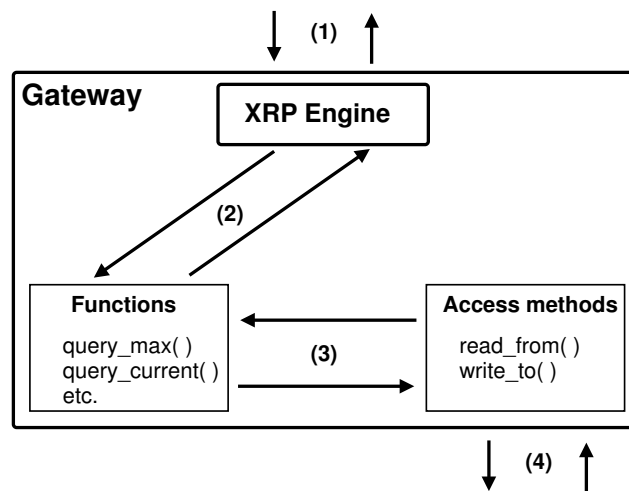 (1)
Gateway
XRP Engine
(2)
Functions
query_max( )
query_current( )
etc.
(3)
Access methods
read_from( )
write_to( )
(4)